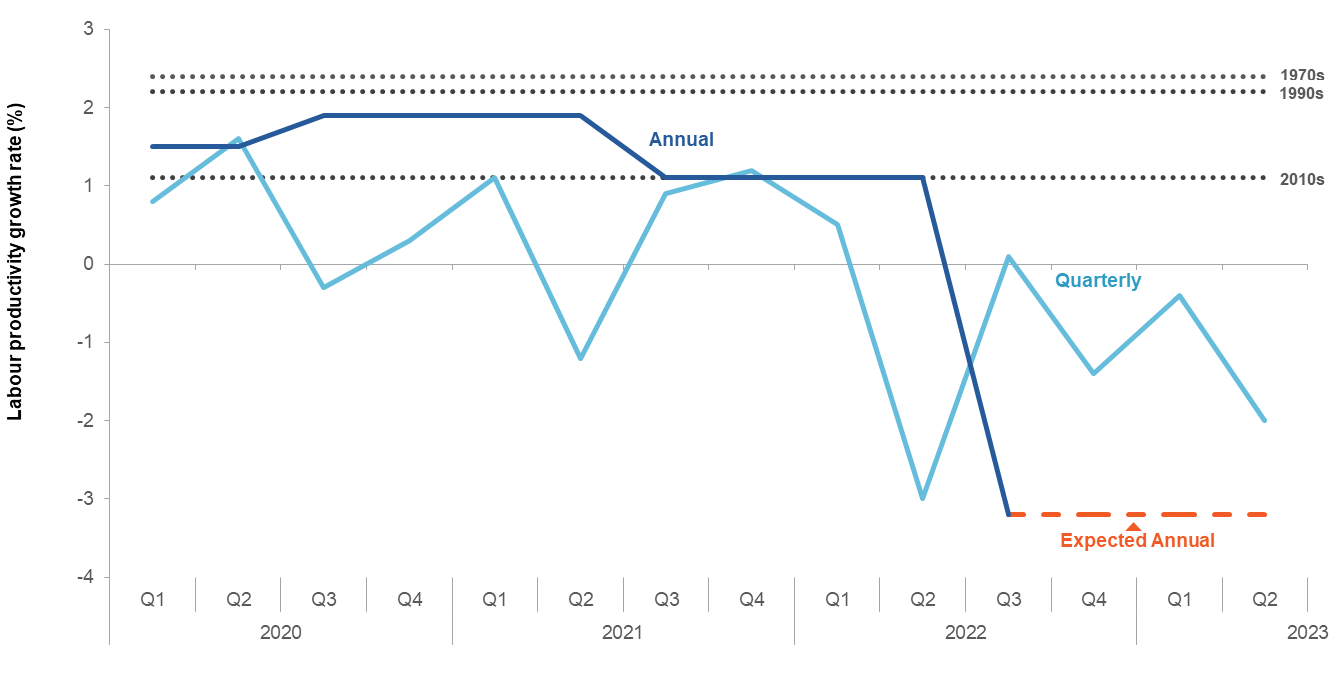 3
1970s
1990s
2
Annual
1
2010s
0
Quarterly
-1
-2
-3
Expected Annual
-4
Labour productivity growth rate (%)
Q1 Q2 Q3 Q4 Q1 Q2 Q3 Q4 Q1 Q2 Q3 Q4 Q1 Q2
2020 2021 2022 2023